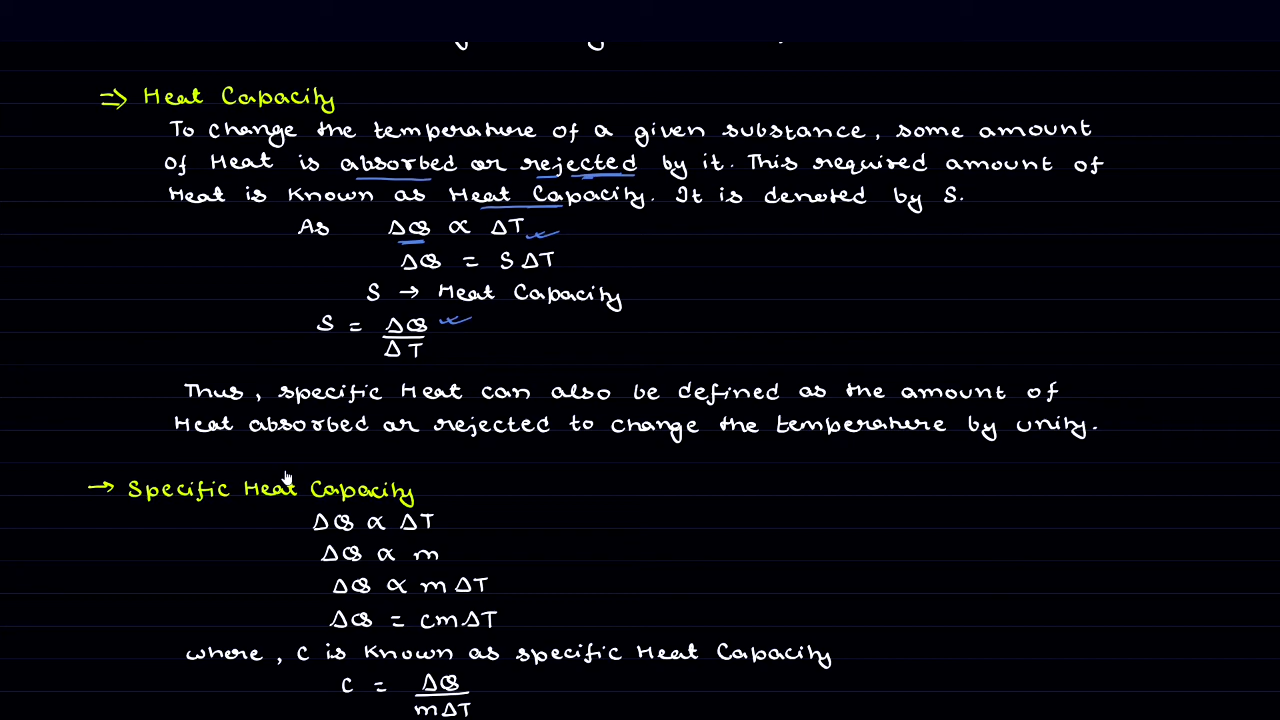 ⇒ Heat Capacity
To change the temperature of a given substance, some amount
of Heat is absorbed or rejected by it. This required amount of
Heat is known as Heat Capacity. It is denoted by S.
As ΔQ ∝ ΔT
ΔQ = S ΔT
S → Heat Capacity
S = ΔQ
ΔT
Thus, specific Heat can also be defined as the amount of
Heat absorbed or rejected to change the temperature by unity.
→ Specific Heat Capacity
ΔQ ∝ ΔT
ΔQ ∝ m
ΔQ ∝ m ΔT
ΔQ = cmΔT
where, c is known as specific Heat Capacity
c = ΔQ
mΔT